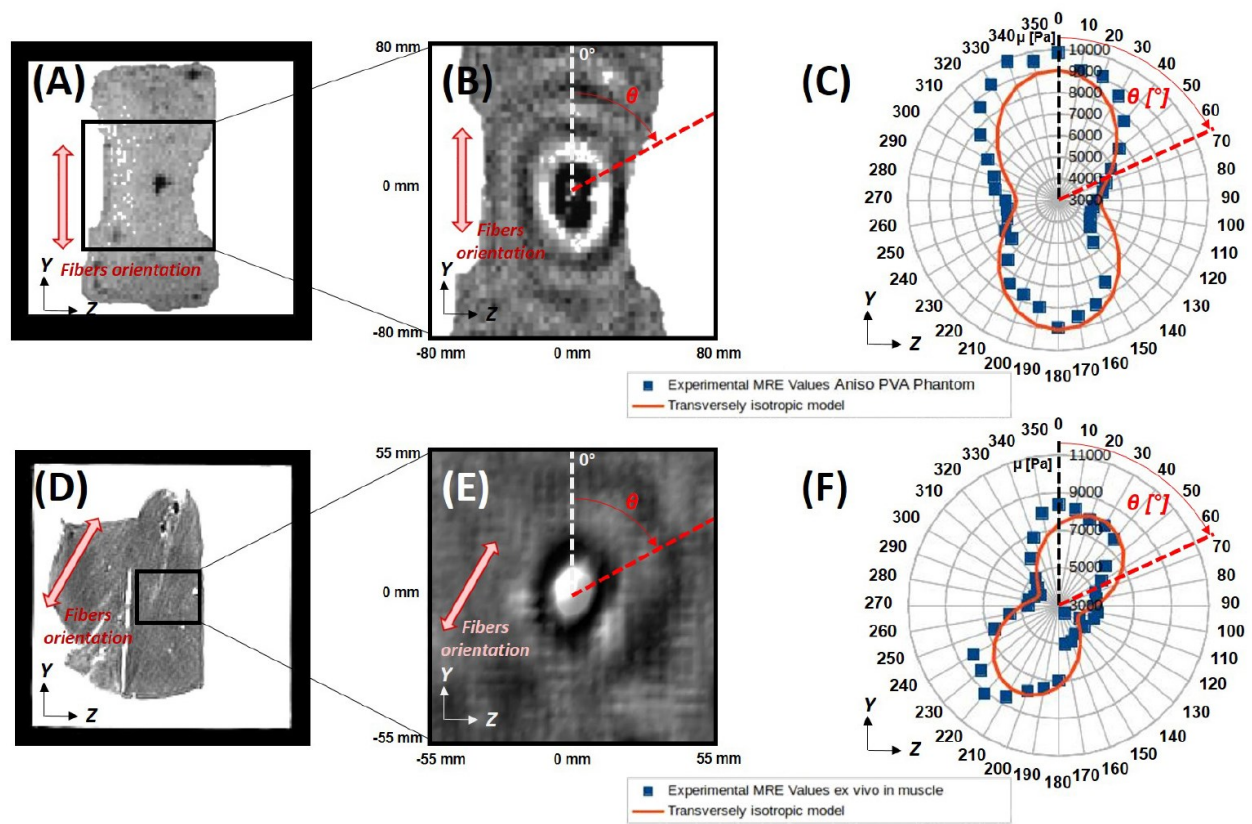 (A)
Fibers orientation
Y
Z
80 mm
0 mm
-80 mm
(B)
0°
θ
Fibers
orientation
Y
Z
-80 mm
0 mm
80 mm
(C)
0
10
20
30
40
50
60
70
80
90
100
110
120
130
140
150
160
170
180
190
200
210
220
230
240
250
260
270
280
290
300
310
320
330
340
350
μ [Pa]
10000
9000
8000
7000
6000
5000
4000
3000
θ [°]
Y
Z
Experimental MRE Values Aniso PVA Phantom
Transversely isotropic model
(D)
Fibers
orientation
Y
Z
55 mm
0 mm
-55 mm
(E)
0°
θ
Fibers
orientation
Y
Z
-55 mm
0 mm
55 mm
(F)
0
10
20
30
40
50
60
70
80
90
100
110
120
130
140
150
160
170
180
190
200
210
220
230
240
250
260
270
280
290
300
310
320
330
340
350
μ [Pa]
11000
9000
7000
5000
3000
θ [°]
Y
Z
Experimental MRE Values ex vivo in muscle
Transversely isotropic model